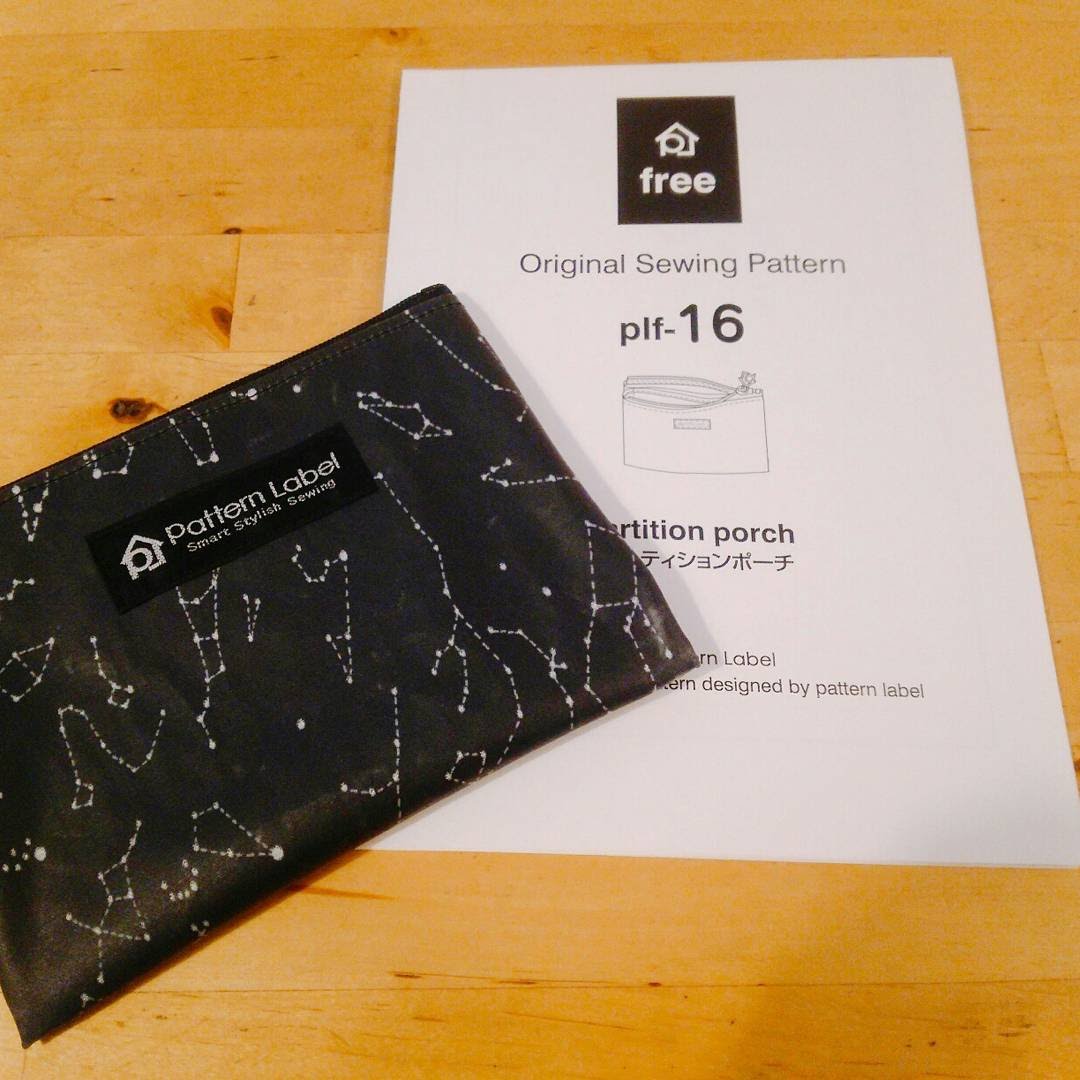 free
Original Sewing Pattern
plf-16
rtition porch
ティションポーチ
rn Label
tern designed by pattern label
Pattern Label
Smart Stylish Sewing